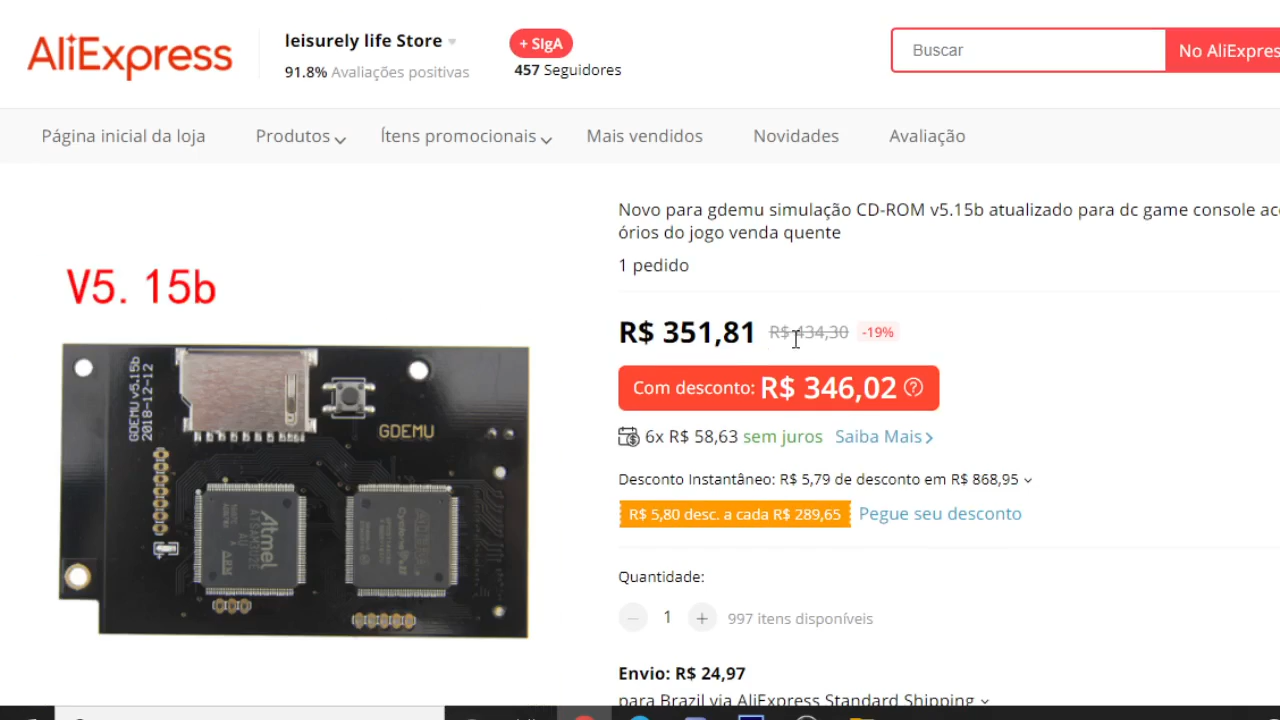 AliExpress
leisurely life Store
+ SIgA
91.8% Avaliações positivas
457 Seguidores
Buscar
No AliExpres
Página inicial da loja
Produtos
Ítens promocionais
Mais vendidos
Novidades
Avaliação
Novo para gdemu simulação CD-ROM v5.15b atualizado para dc game console ace
órios do jogo venda quente
1 pedido
V5. 15b
R$ 351,81
R$ 434,30
-19%
Com desconto: R$ 346,02
6x R$ 58,63 sem juros Saiba Mais
Desconto Instantâneo: R$ 5,79 de desconto em R$ 868,95
R$ 5,80 desc. a cada R$ 289,65
Pegue seu desconto
GDEMU v5.15b
2018-12-12
GDEMU
Atmel
ARM
Quantidade:
1
997 itens disponíveis
Envio: R$ 24,97
para Brazil via AliExpress Standard Shipping